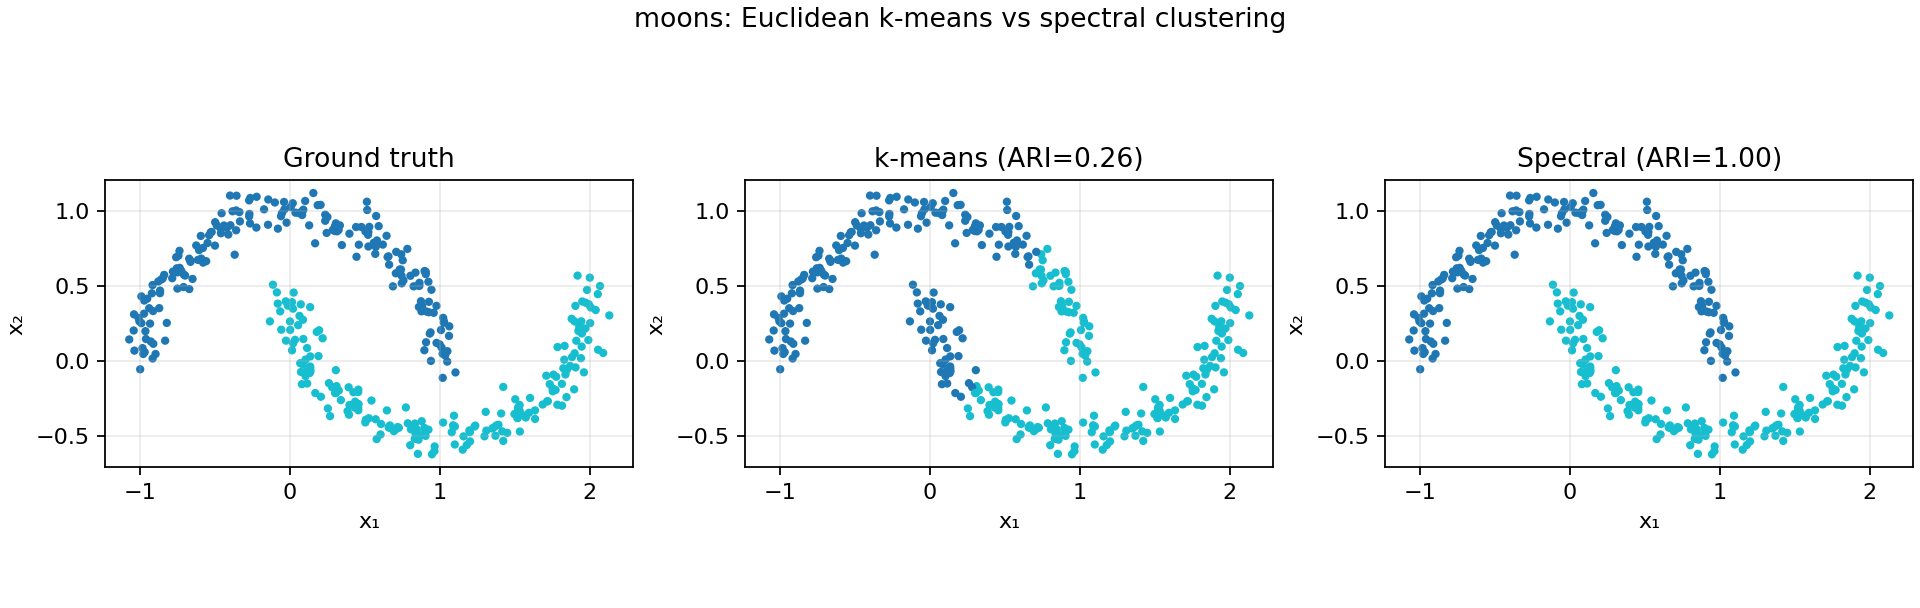 moons: Euclidean k-means vs spectral clustering
Ground truth
1.0
0.5
0.0
−0.5
−1 0 1 2
x₂
x₁
k-means (ARI=0.26)
1.0
0.5
0.0
−0.5
−1 0 1 2
x₂
x₁
Spectral (ARI=1.00)
1.0
0.5
0.0
−0.5
−1 0 1 2
x₂
x₁